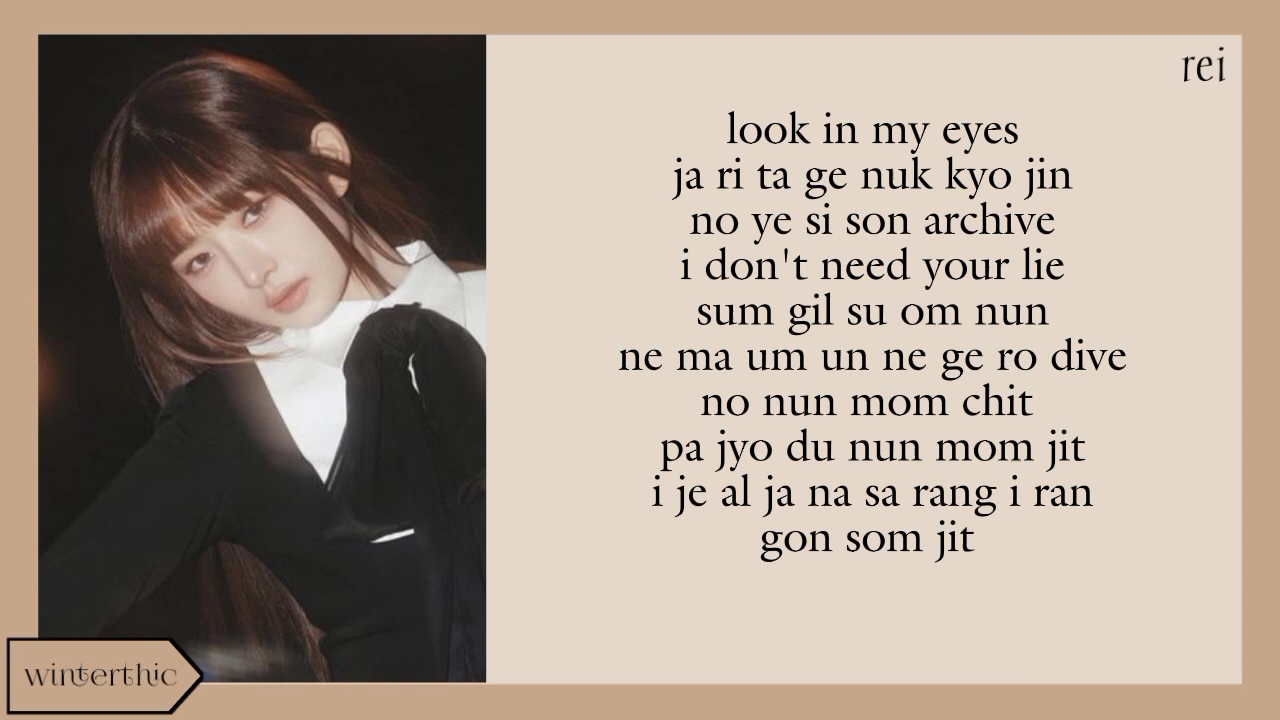 rei
look in my eyes
ja ri ta ge nuk kyo jin
no ye si son archive
i don't need your lie
sum gil su om nun
ne ma um un ne ge ro dive
no nun mom chit
pa jyo du nun mom jit
i je al ja na sa rang i ran
gon som jit
winterthic